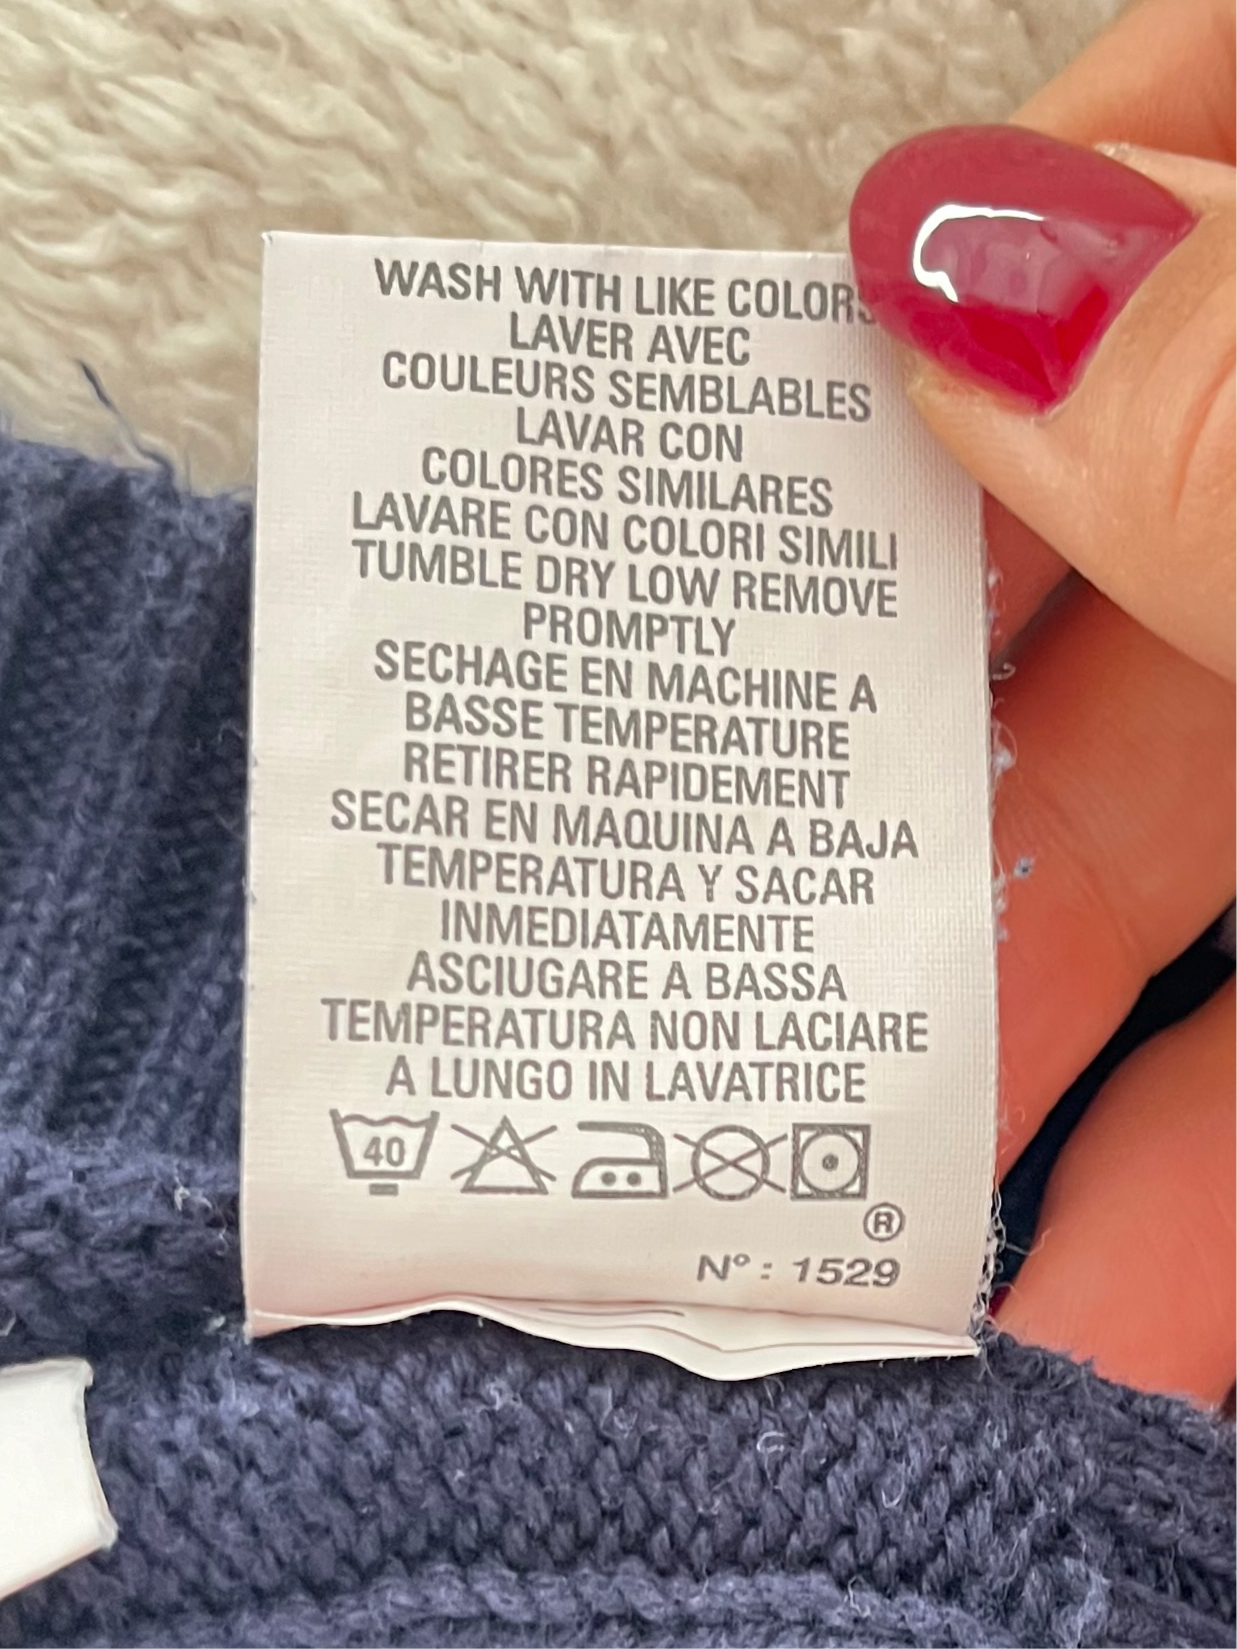 WASH WITH LIKE COLORS
LAVER AVEC
COULEURS SEMBLABLES
LAVAR CON
COLORES SIMILARES
LAVARE CON COLORI SIMILI
TUMBLE DRY LOW REMOVE
PROMPTLY
SECHAGE EN MACHINE A
BASSE TEMPERATURE
RETIRER RAPIDEMENT
SECAR EN MAQUINA A BAJA
TEMPERATURA Y SACAR
INMEDIATAMENTE
ASCIUGARE A BASSA
TEMPERATURA NON LACIARE
A LUNGO IN LAVATRICE
40
®
Nº: 1529